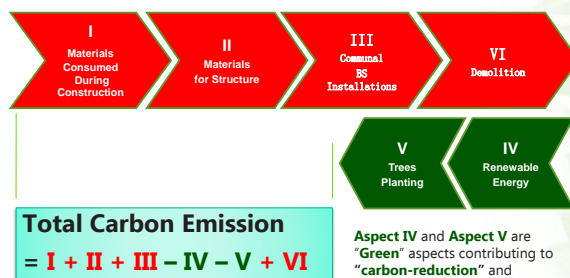 I
Materials
Consumed
During
Construction
II
Materials
for Structure
III
Communal
BS
Installations
VI
Demolition
V
Trees
Planting
IV
Renewable
Energy
Total Carbon Emission
= I + II + III – IV – V + VI
Aspect IV and Aspect V are
"Green" aspects contributing to
"carbon-reduction" and